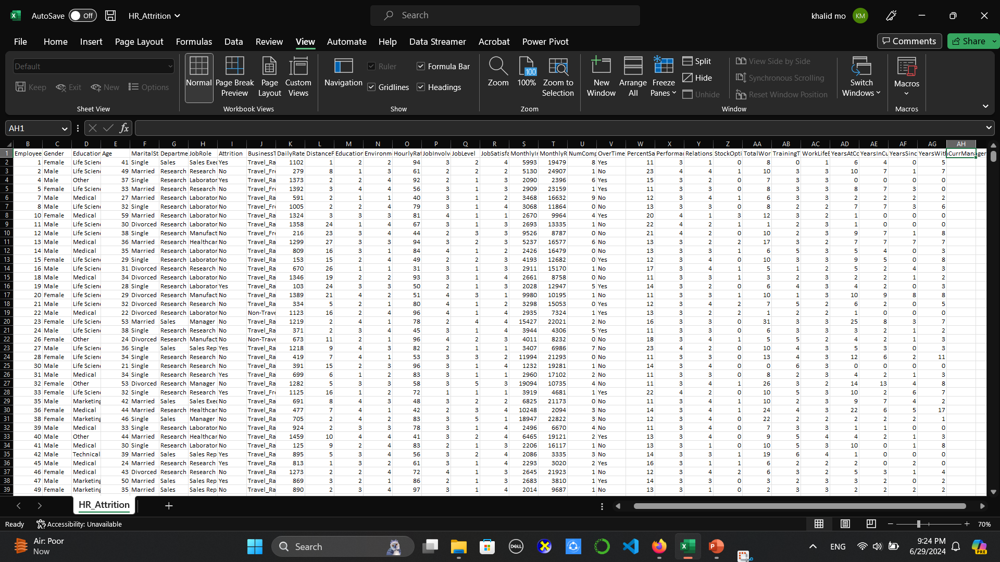 AutoSave Off HR_Attrition Search khalid mo KM
File Home Insert Page Layout Formulas Data Review View Automate Help Data Streamer Acrobat Power Pivot Comments Share
Default
Keep Exit New Options
Sheet View
Normal Page Break Preview Page Layout Custom Views
Workbook Views
Navigation Ruler Formula Bar Gridlines Headings
Show
Zoom 100 100% Zoom to Selection
Zoom
New Window Arrange All Freeze Panes Split Hide Unhide
View Side by Side
Synchronous Scrolling
Reset Window Position
Switch Windows
Window
Macros
Macros
AH1 fx
B C D E F G H I J K L M N O P Q R S T U V W X Y Z AA AB AC AD AE AF AG AH
1 Employee Gender Education Age MaritalSt Departme JobRole Attrition BusinessT DailyRate DistanceF Education Environme HourlyRat JobInvolve JobLevel JobSatisfa MonthlyIn MonthlyR NumComp OverTime PercentSa Performan Relations StockOpti TotalWor TrainingT WorkLifeB YearsAtCo YearsInCu YearsSinc YearsWith CurrManager
2 1 Female Life Scienc 41 Single Sales Sales Exec Yes Travel_Ra 1102 1 2 2 94 3 2 4 5993 19479 8 Yes 11 3 1 0 8 0 1 6 4 0 5
3 2 Male Life Scienc 49 Married Research Research No Travel_Fre 279 8 1 3 61 2 2 2 5130 24907 1 No 23 4 4 1 10 3 3 10 7 1 7
4 4 Male Other 37 Single Research Laborator Yes Travel_Ra 1373 2 2 4 92 2 1 3 2090 2396 6 Yes 15 3 2 0 7 3 3 0 0 0 0
5 5 Female Life Scienc 33 Married Research Research No Travel_Fre 1392 3 4 4 56 3 1 3 2909 23159 1 Yes 11 3 3 0 8 3 3 8 7 3 0
6 7 Male Medical 27 Married Research Laborator No Travel_Ra 591 2 1 1 40 3 1 2 3468 16632 9 No 12 3 4 1 6 3 3 2 2 2 2
7 8 Male Life Scienc 32 Single Research Laborator No Travel_Fre 1005 2 2 4 79 3 1 4 3068 11864 0 No 13 3 3 0 8 2 2 7 7 3 6
8 10 Female Medical 59 Married Research Laborator No Travel_Ra 1324 3 3 3 81 4 1 1 2670 9964 4 Yes 20 4 1 3 12 3 2 1 0 0 0
9 11 Male Life Scienc 30 Divorced Research Laborator No Travel_Ra 1358 24 1 4 67 3 1 3 2693 13335 1 No 22 4 2 1 1 2 3 1 0 0 0
10 12 Male Life Scienc 38 Single Research Manufact No Travel_Fre 216 23 3 4 44 2 3 3 9526 8787 0 No 21 4 2 0 10 2 3 9 7 1 8
11 13 Male Medical 36 Married Research Healthcar No Travel_Ra 1299 27 3 3 94 3 2 3 5237 16577 6 No 13 3 2 2 17 3 2 7 7 7 7
12 14 Male Medical 35 Married Research Laborator No Travel_Ra 809 16 3 1 84 4 1 2 2426 16479 0 No 13 3 3 1 6 5 3 5 4 0 3
13 15 Female Life Scienc 29 Single Research Laborator No Travel_Ra 153 15 2 4 49 2 2 3 4193 12682 0 Yes 12 3 4 0 10 3 3 9 5 0 8
14 16 Male Life Scienc 31 Divorced Research Research No Travel_Ra 670 26 1 1 31 3 1 3 2911 15170 1 No 17 3 4 1 5 1 2 5 2 4 3
15 18 Male Medical 34 Divorced Research Laborator No Travel_Ra 1346 19 2 2 93 3 1 4 2661 8758 0 No 11 3 3 1 3 2 3 2 2 1 2
16 19 Male Life Scienc 28 Single Research Laborator Yes Travel_Ra 103 24 3 3 50 2 1 3 2028 12947 5 Yes 14 3 2 0 6 4 3 4 2 0 3
17 20 Female Life Scienc 29 Divorced Research Manufact No Travel_Ra 1389 21 4 2 51 4 3 1 9980 10195 1 No 11 3 3 1 10 1 3 10 9 8 8
18 21 Male Life Scienc 32 Divorced Research Research No Travel_Ra 334 5 2 1 80 4 1 2 3298 15053 0 Yes 12 3 4 2 7 5 2 6 2 0 5
19 22 Male Medical 22 Divorced Research Laborator No Non-Trave 1123 16 2 4 96 4 1 4 2935 7324 1 Yes 13 3 2 2 1 2 2 1 0 0 0
20 23 Female Life Scienc 53 Married Sales Manager No Travel_Ra 1219 2 4 1 78 2 4 4 15427 22021 2 No 16 3 3 0 31 3 3 25 8 3 7
21 24 Male Life Scienc 38 Single Research Research No Travel_Ra 371 2 3 4 45 3 1 4 3944 4306 5 Yes 11 3 3 0 6 3 3 3 2 1 2
22 26 Female Other 24 Divorced Research Manufact No Non-Trave 673 11 2 1 96 4 2 3 4011 8232 0 No 18 3 4 1 5 5 2 4 2 1 3
23 27 Male Life Scienc 36 Single Sales Sales Rep Yes Travel_Ra 1218 9 4 3 82 2 1 1 3407 6986 7 No 23 4 2 0 10 4 3 5 3 0 3
24 28 Female Life Scienc 34 Single Research Research No Travel_Ra 419 7 4 1 53 3 3 2 11994 21293 0 No 11 3 3 0 13 4 3 12 6 2 11
25 30 Male Life Scienc 21 Single Research Research No Travel_Ra 391 15 2 3 96 3 1 4 1232 19281 1 No 14 3 4 0 0 6 3 0 0 0 0
26 31 Male Medical 34 Single Research Research Yes Travel_Ra 699 6 1 2 83 3 1 1 2960 17102 2 No 11 3 3 0 8 2 3 4 2 1 3
27 32 Female Other 53 Divorced Research Manager No Travel_Ra 1282 5 3 3 58 3 5 3 19094 10735 4 No 11 3 4 1 26 3 2 14 13 4 8
28 33 Female Life Scienc 32 Single Research Research Yes Travel_Fre 1125 16 1 2 72 1 1 1 3919 4681 1 Yes 22 4 2 0 10 5 3 10 2 6 7
29 35 Male Marketing 42 Married Sales Sales Exec No Travel_Ra 691 8 4 3 48 3 2 2 6825 21173 0 No 11 3 4 1 10 2 3 9 7 4 2
30 36 Female Medical 44 Married Research Healthcar No Travel_Ra 477 7 4 1 42 2 3 4 10248 2094 3 No 14 3 4 1 24 4 3 22 6 5 17
31 38 Female Marketing 46 Single Sales Manager No Travel_Ra 705 2 4 2 83 3 5 1 18947 22822 3 No 12 3 4 0 22 2 2 2 2 2 1
32 39 Male Medical 33 Single Research Laborator No Travel_Ra 924 2 3 3 78 3 1 4 2496 6670 4 No 11 3 4 0 7 3 3 1 1 0 0
33 40 Male Other 44 Married Research Healthcar No Travel_Ra 1459 10 4 4 41 3 2 4 6465 19121 2 Yes 13 3 4 0 9 5 4 4 2 1 3
34 41 Male Medical 30 Single Research Laborator No Travel_Ra 125 9 2 4 83 2 1 3 2206 16117 1 No 13 3 1 0 10 5 3 10 0 1 8
35 42 Male Technical 39 Married Sales Sales Rep Yes Travel_Ra 895 5 3 4 56 3 2 4 2086 3335 3 No 14 3 3 1 19 6 4 1 0 0 0
36 45 Male Medical 24 Married Research Research Yes Travel_Ra 813 1 3 2 61 3 1 4 2293 3020 2 Yes 16 3 1 1 6 2 2 2 0 2 0
37 46 Female Medical 43 Divorced Research Research No Travel_Ra 1273 2 2 4 72 4 1 3 2645 21923 1 No 12 3 4 2 6 3 2 5 3 1 4
38 47 Male Marketing 50 Married Sales Sales Rep Yes Travel_Ra 869 3 2 1 86 2 1 3 2683 3810 1 Yes 14 3 3 0 3 2 3 3 2 0 2
39 49 Female Marketing 35 Married Sales Sales Rep No Travel_Ra 890 2 3 4 97 3 1 4 2014 9687 1 No 13 3 1 0 2 3 3 2 2 2 2
HR_Attrition
Ready Accessibility: Unavailable 70%
Air: Poor
Now
Search DELL ENG 9:24 PM
6/29/2024 PRE